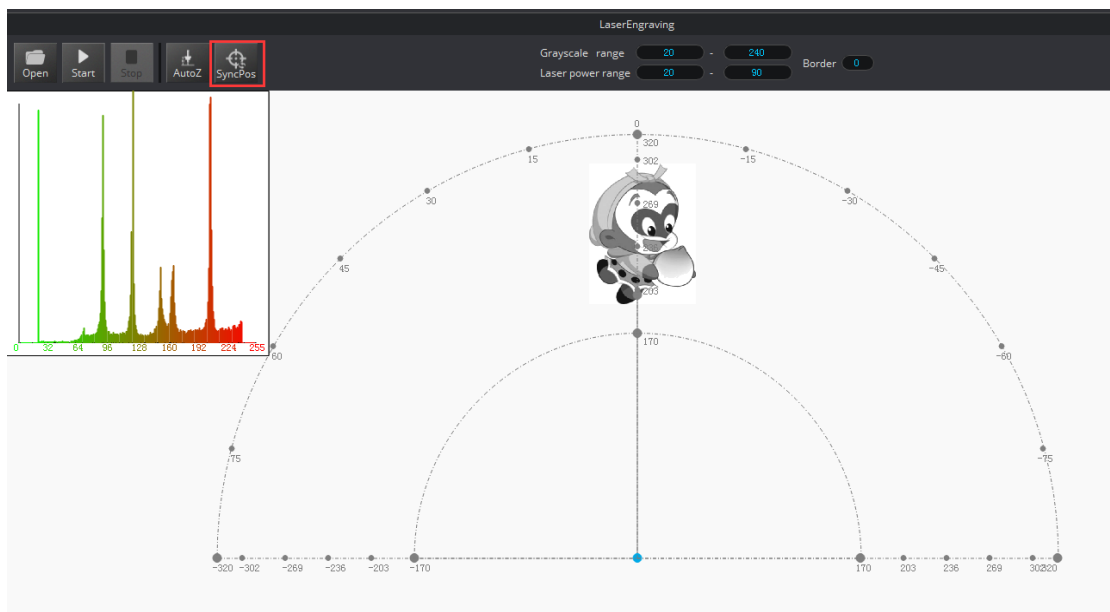 LaserEngraving
Open Start Stop AutoZ SyncPos
Grayscale range 20 - 240
Laser power range 20 - 90
Border 0
0 32 64 96 128 160 192 224 255
0
320
15 302 -15
30 269 -30
45 -45
203
170
60 -60
75 -75
-320 -302 -269 -236 -203 -170 170 203 236 269 302 320